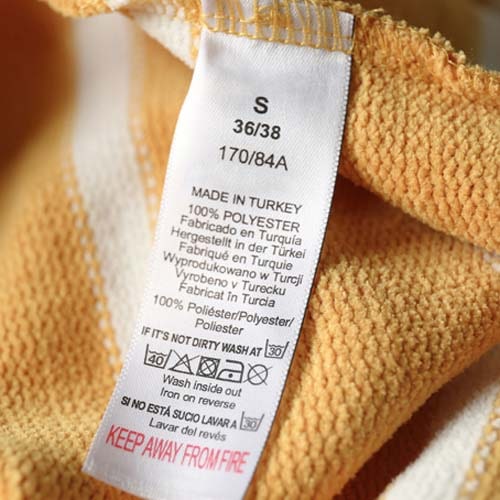 S
36/38
170/84A
MADE IN TURKEY
100% POLYESTER
Fabricado en Turquía
Hergestellt in der Türkei
Fabriqué en Turquie
Wyprodukowano w Turcji
Vyrobeno v Turecku
Fabricat în Turcia
100% Poliéster/Polyester/
Poliester
IF IT'S NOT DIRTY WASH AT 30°
40
Wash inside out
Iron on reverse
SI NO ESTÁ SUCIO LAVAR A 30°
Lavar del revés
KEEP AWAY FROM FIRE